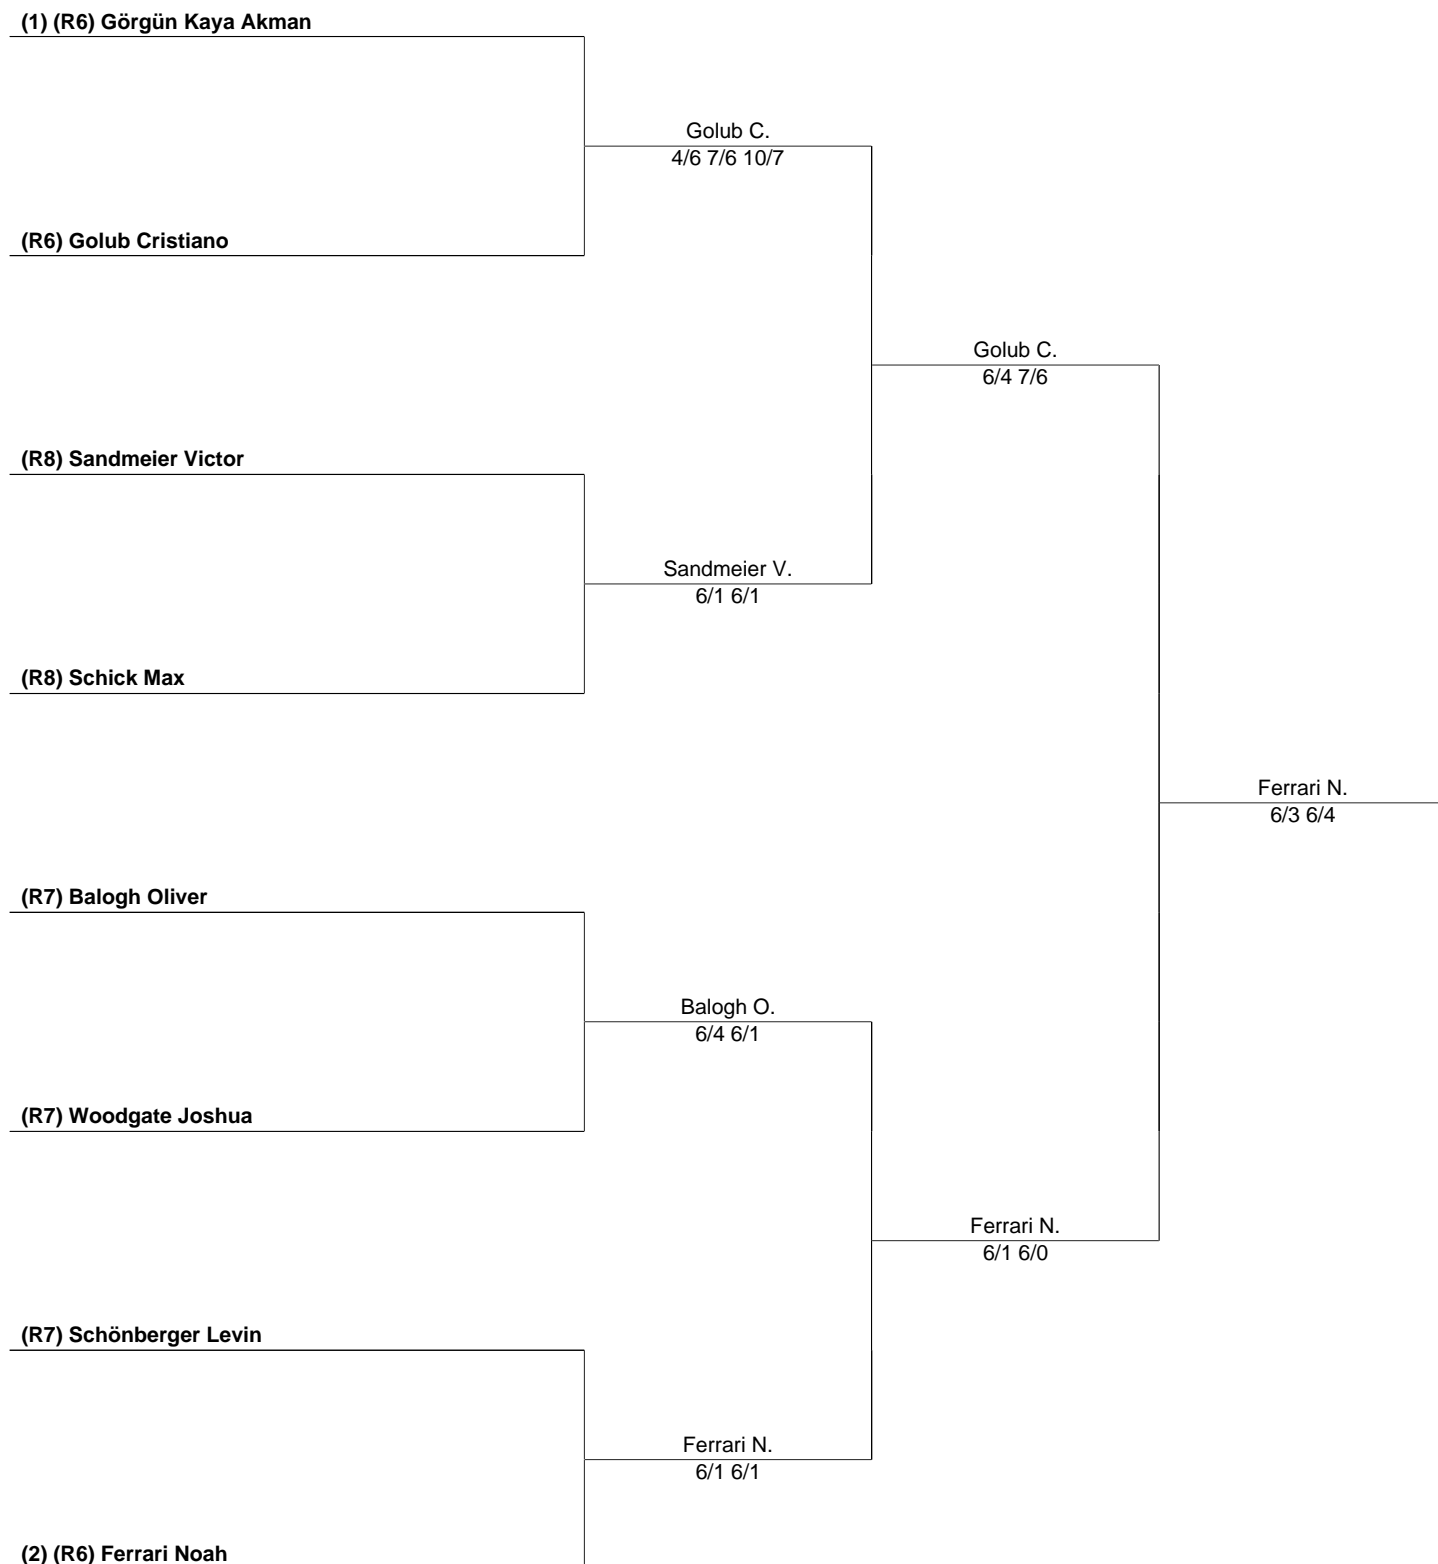 (1) (R6) Görgün Kaya Akman
Golub C.
4/6 7/6 10/7
(R6) Golub Cristiano
Golub C.
6/4 7/6
(R8) Sandmeier Victor
Sandmeier V.
6/1 6/1
(R8) Schick Max
Ferrari N.
6/3 6/4
(R7) Balogh Oliver
Balogh O.
6/4 6/1
(R7) Woodgate Joshua
Ferrari N.
6/1 6/0
(R7) Schönberger Levin
Ferrari N.
6/1 6/1
(2) (R6) Ferrari Noah